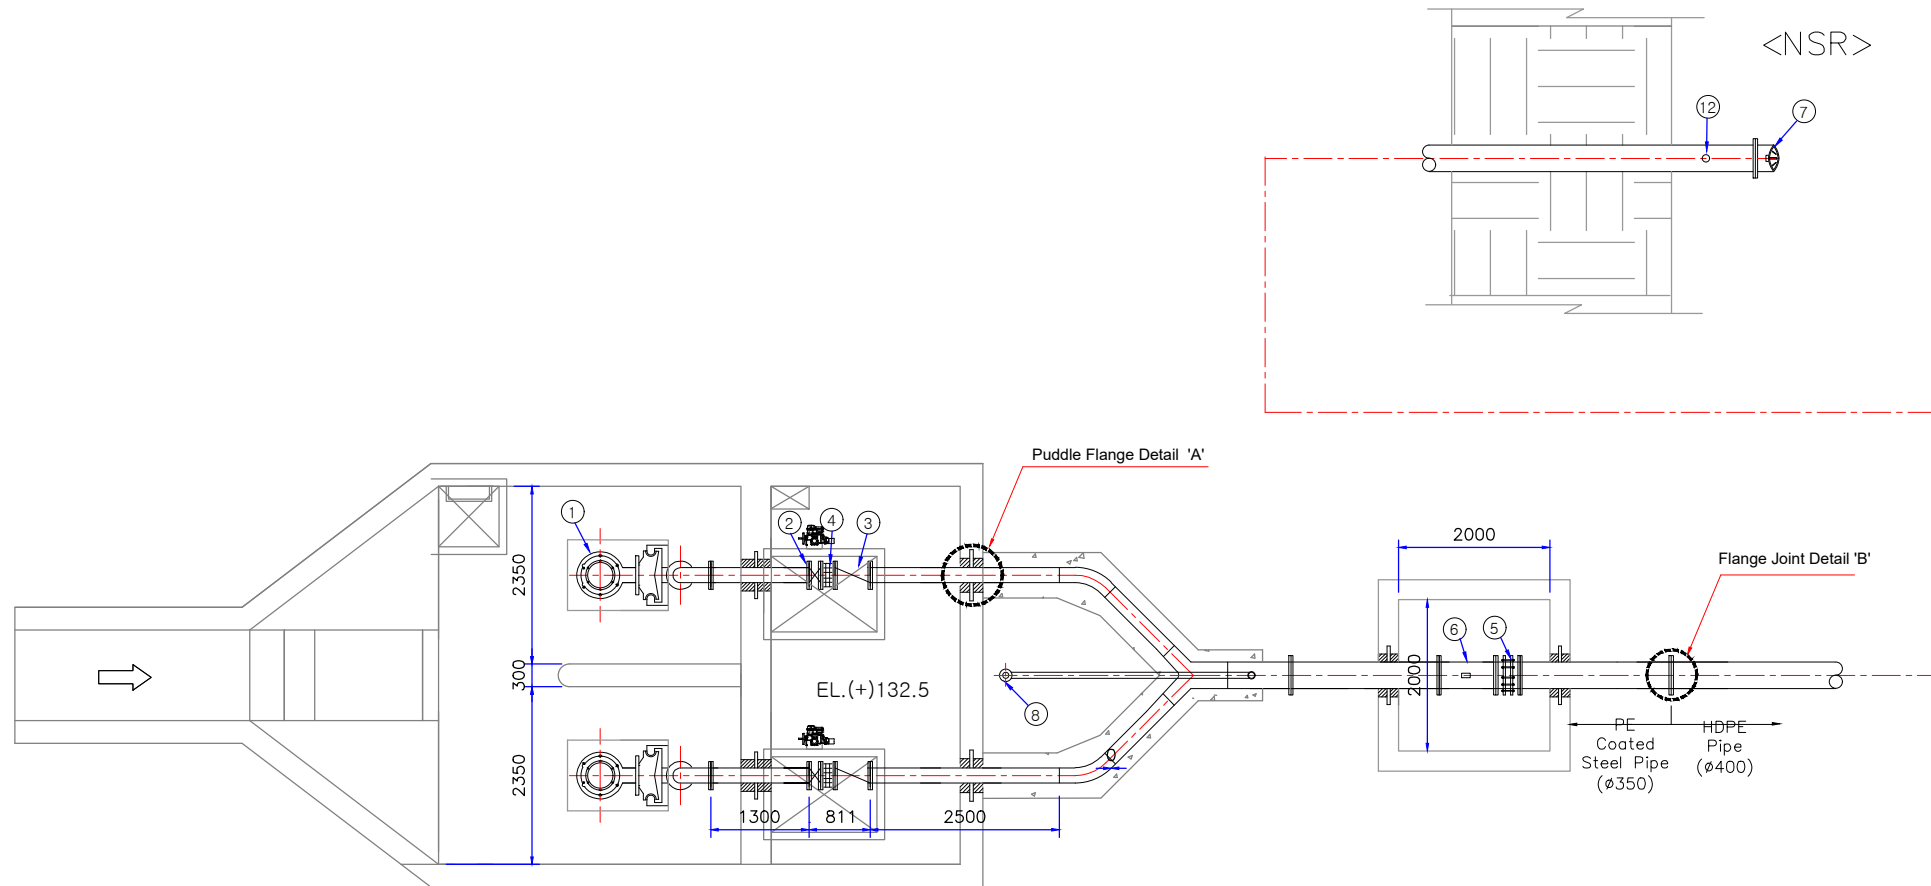 <NSR>
12
7
Puddle Flange Detail 'A'
2000
Flange Joint Detail 'B'
1
2
4
3
2350
300
EL.(+)132.5
6
5
2000
8
PE
Coated
Steel Pipe
(ø350)
HDPE
Pipe
(ø400)
2350
1300
811
2500